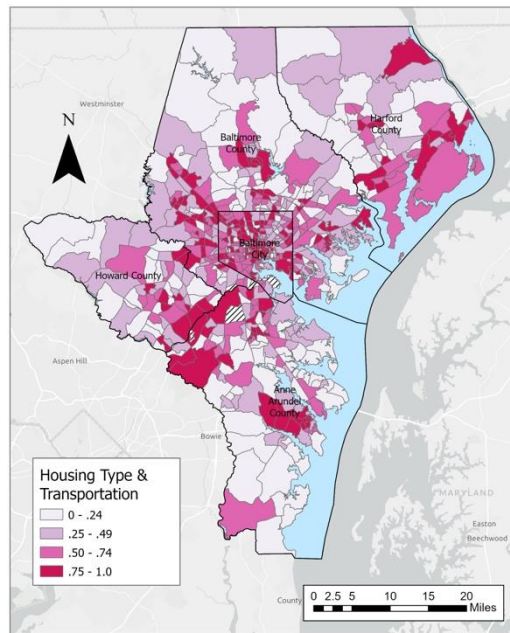 Westminster
N
Baltimore
County
Harford
County
Baltimore
City
Howard County
Aspen Hill
Anne
Arundel
County
Bowie
MARYLAND
Easton
Beechwood
County
Housing Type &
Transportation
0 - .24
.25 - .49
.50 - .74
.75 - 1.0
0 2.5 5 10 15 20
Miles